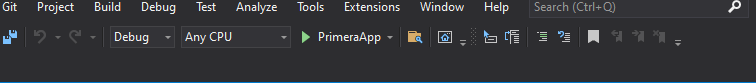 Git Project Build Debug Test Analyze Tools Extensions Window Help Search (Ctrl+Q)
Debug Any CPU PrimeraApp